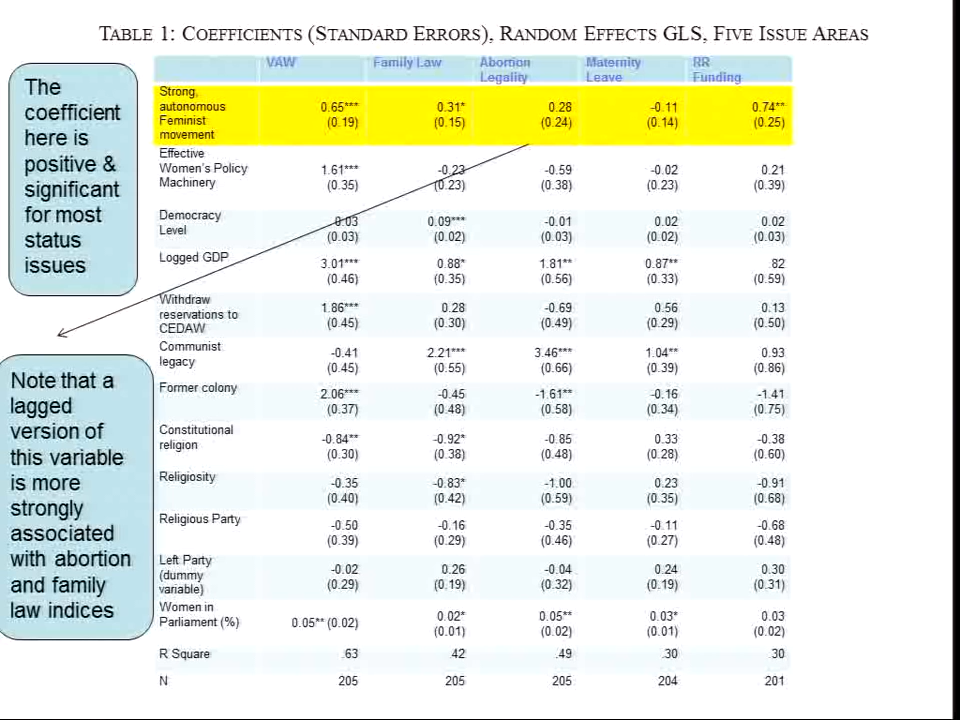 TABLE 1: COEFFICIENTS (STANDARD ERRORS), RANDOM EFFECTS GLS, FIVE ISSUE AREAS
The
coefficient
here is
positive &
significant
for most
status
issues
Note that a
lagged
version of
this variable
is more
strongly
associated
with abortion
and family
law indices
VAW Family Law Abortion Legality Maternity Leave RR Funding
Strong, autonomous Feminist movement 0.65*** (0.19) 0.31* (0.15) 0.28 (0.24) -0.11 (0.14) 0.74** (0.25)
Effective Women's Policy Machinery 1.61*** (0.35) -0.23 (0.23) -0.59 (0.38) -0.02 (0.23) 0.21 (0.39)
Democracy Level 0.03 (0.03) 0.09*** (0.02) -0.01 (0.03) 0.02 (0.02) 0.02 (0.03)
Logged GDP 3.01*** (0.46) 0.88* (0.35) 1.81** (0.56) 0.87** (0.33) .82 (0.59)
Withdraw reservations to CEDAW 1.86*** (0.45) 0.28 (0.30) -0.69 (0.49) 0.56 (0.29) 0.13 (0.50)
Communist legacy -0.41 (0.45) 2.21*** (0.55) 3.46*** (0.66) 1.04** (0.39) 0.93 (0.86)
Former colony 2.06*** (0.37) -0.45 (0.48) -1.61** (0.58) -0.16 (0.34) -1.41 (0.75)
Constitutional religion -0.84** (0.30) -0.92* (0.38) -0.85 (0.48) 0.33 (0.28) -0.38 (0.60)
Religiosity -0.35 (0.40) -0.83* (0.42) -1.00 (0.59) 0.23 (0.35) -0.91 (0.68)
Religious Party -0.50 (0.39) -0.16 (0.29) -0.35 (0.46) -0.11 (0.27) -0.68 (0.48)
Left Party (dummy variable) -0.02 (0.29) 0.26 (0.19) -0.04 (0.32) 0.24 (0.19) 0.30 (0.31)
Women in Parliament (%) 0.05** (0.02) 0.02* (0.01) 0.05** (0.02) 0.03* (0.01) 0.03 (0.02)
R Square .63 .42 .49 .30 .30
N 205 205 205 204 201